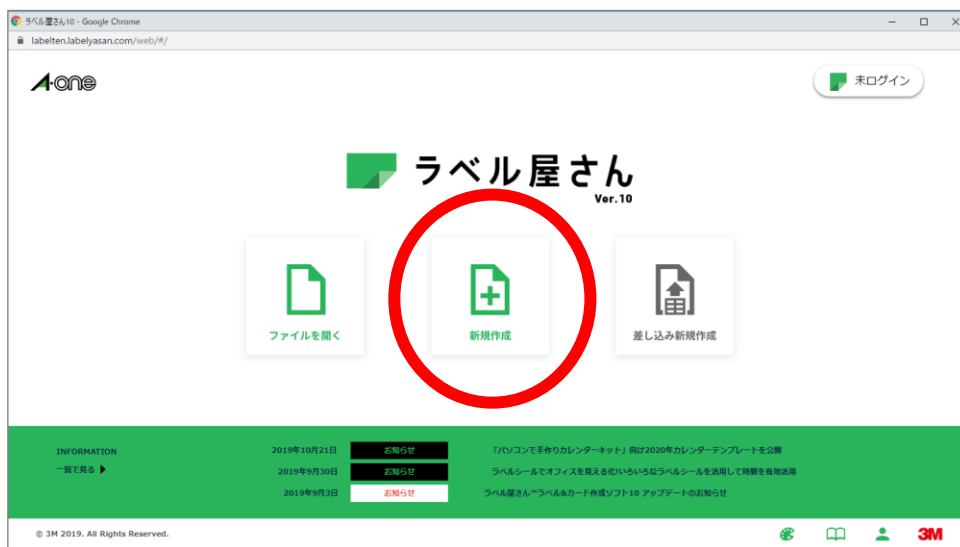 ラベル屋さん10 - Google Chrome
labelten.labelyasan.com/web/#/
A-one
未ログイン
ラベル屋さん
Ver.10
ファイルを開く
新規作成
差し込み新規作成
INFORMATION
一覧で見る
2019年10月21日 お知らせ 「パソコンで手作りカレンダーキット」向け2020年カレンダーテンプレートを公開
2019年9月30日 お知らせ ラベルシールでオフィスを見える化!いろいろなラベルシールを活用して時間を有効活用
2019年9月3日 お知らせ ラベル屋さん™ラベル&カード作成ソフト10 アップデートのお知らせ
© 3M 2019. All Rights Reserved.
3M